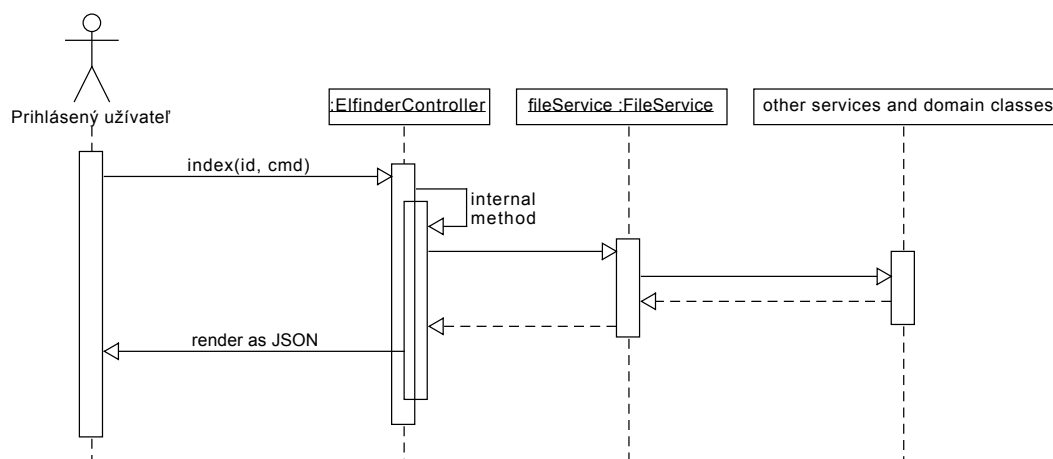 Prihlásený užívateľ
:ElfinderController
fileService :FileService
other services and domain classes
index(id, cmd)
internal
method
render as JSON